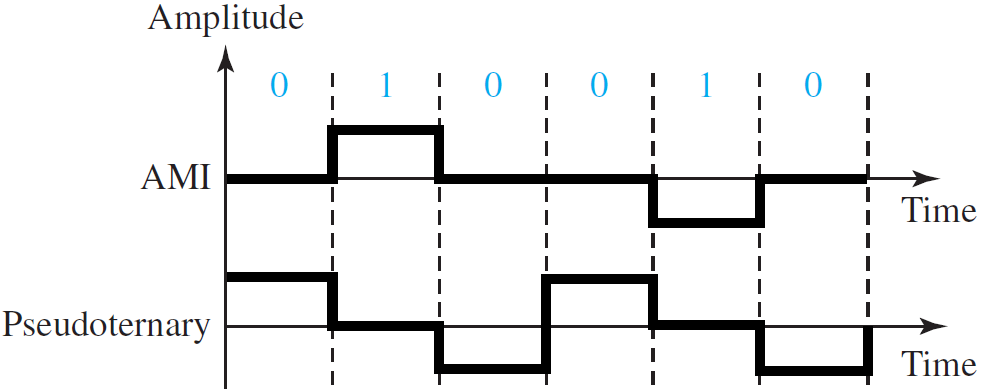 Amplitude
0 1 0 0 1 0
AMI
Time
Pseudoternary
Time